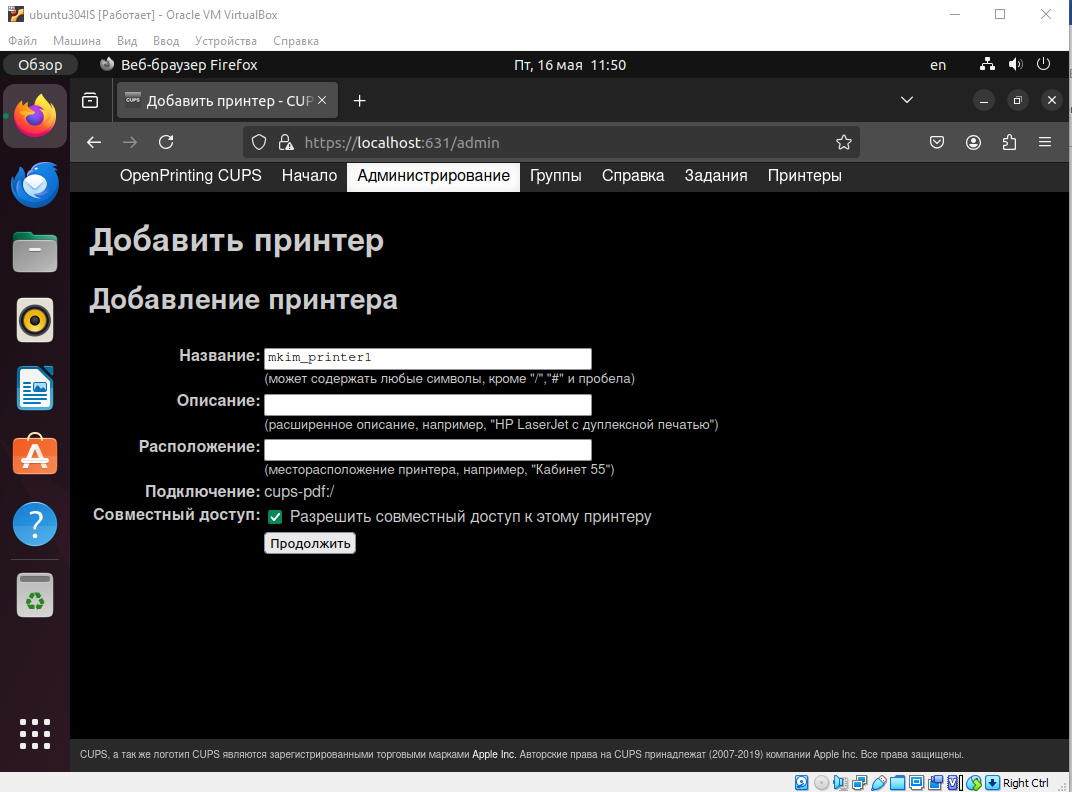 ubuntu304IS [Работает] - Oracle VM VirtualBox
Файл Машина Вид Ввод Устройства Справка
Обзор Веб-браузер Firefox Пт, 16 мая 11:50 en
CUPS Добавить принтер - CUP
https://localhost:631/admin
OpenPrinting CUPS Начало Администрирование Группы Справка Задания Принтеры
Добавить принтер
Добавление принтера
Название: mkim_printer1
(может содержать любые символы, кроме "/","#" и пробела)
Описание:
(расширенное описание, например, "HP LaserJet с дуплексной печатью")
Расположение:
(месторасположение принтера, например, "Кабинет 55")
Подключение: cups-pdf:/
Совместный доступ: Разрешить совместный доступ к этому принтеру
Продолжить
CUPS, а так же логотип CUPS являются зарегистрированными торговыми марками Apple Inc. Авторские права на CUPS принадлежат (2007-2019) компании Apple Inc. Все права защищены.
Right Ctrl